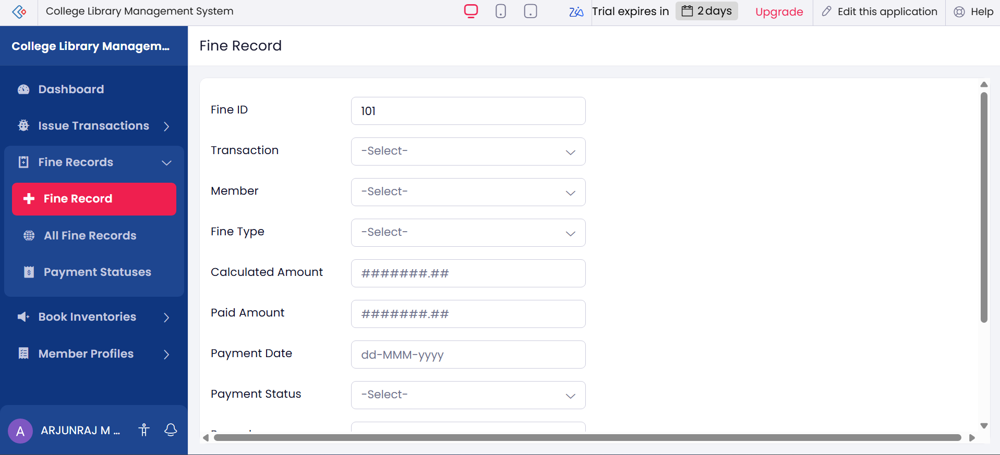 College Library Management System
Trial expires in 2 days Upgrade Edit this application Help
College Library Managem...
Dashboard
Issue Transactions
Fine Records
Fine Record
All Fine Records
Payment Statuses
Book Inventories
Member Profiles
A ARJUNRAJ M ...
Fine Record
Fine ID 101
Transaction -Select-
Member -Select-
Fine Type -Select-
Calculated Amount #######.##
Paid Amount #######.##
Payment Date dd-MMM-yyyy
Payment Status -Select-